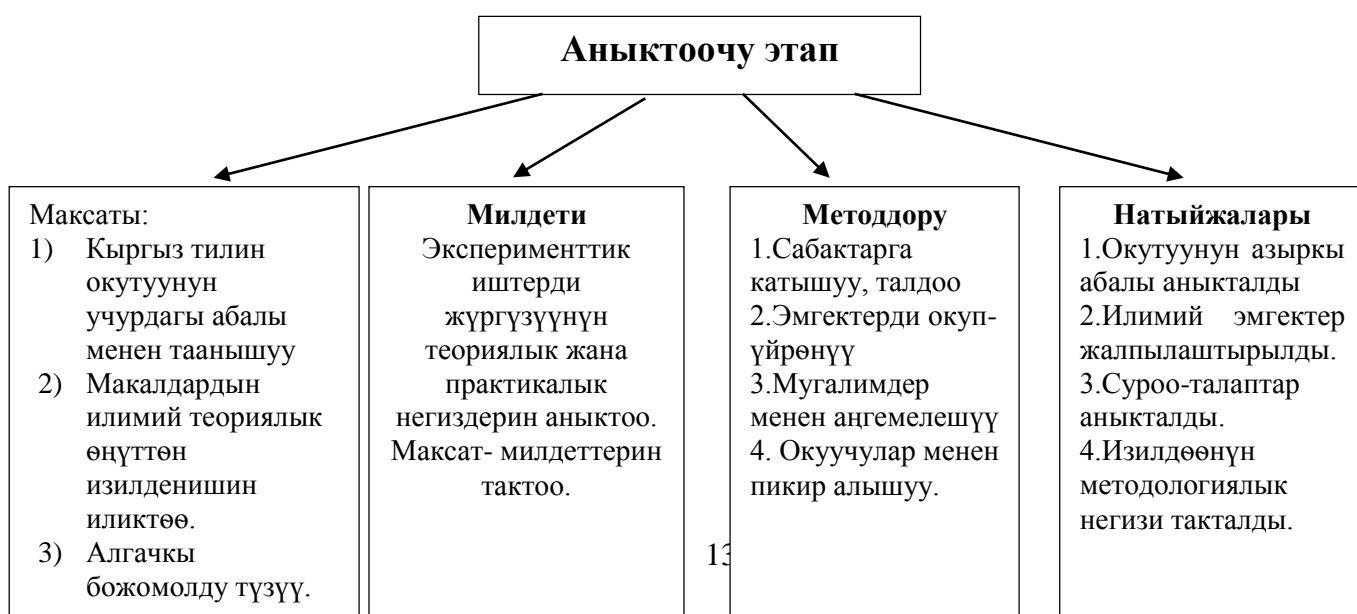 Аныктоочу этап
Максаты:
1) Кыргыз тилин
окутуунун
учурдагы абалы
менен таанышуу
2) Макалдардын
илимий теориялык
өңүттөн
изилденишин
иликтөө.
3) Алгачкы
божомолду түзүү.
Милдети
Эксперименттик
иштерди
жүргүзүүнүн
теориялык жана
практикалык
негиздерин аныктоо.
Максат- милдеттерин
тактоо.
Методдору
1.Сабактарга
катышуу, талдоо
2.Эмгектерди окуп-
үйрөнүү
3.Мугалимдер
менен аңгемелешүү
4. Окуучулар менен
пикир алышуу.
Натыйжалары
1.Окутуунун азыркы
абалы аныкталды
2.Илимий эмгектер
жалпылаштырылды.
3.Суроо-талаптар
аныкталды.
4.Изилдөөнүн
методологиялык
негизи такталды.